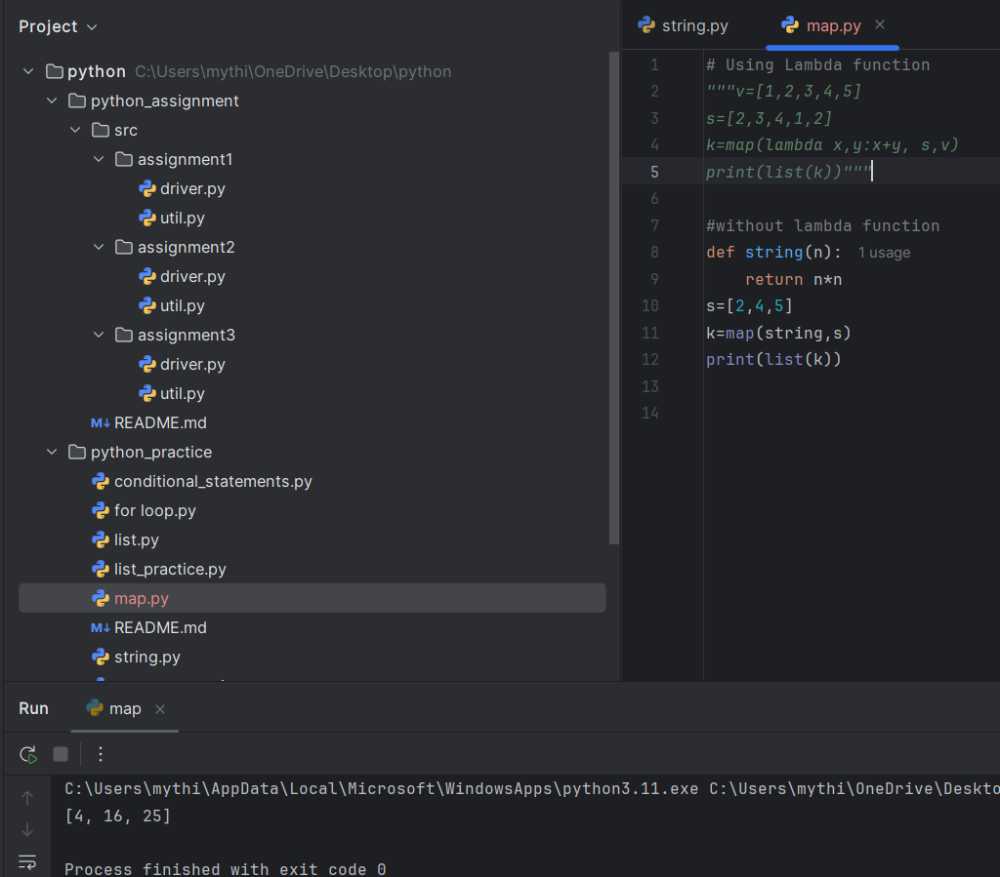 Project
python C:\Users\mythi\OneDrive\Desktop\python
python_assignment
src
assignment1
driver.py
util.py
assignment2
driver.py
util.py
assignment3
driver.py
util.py
M↓ README.md
python_practice
conditional_statements.py
for loop.py
list.py
list_practice.py
map.py
M↓ README.md
string.py
string.py map.py
1 # Using Lambda function
2 """v=[1,2,3,4,5]
3 s=[2,3,4,1,2]
4 k=map(lambda x,y:x+y, s,v)
5 print(list(k))"""
6
7 #without lambda function
8 def string(n): 1 usage
9 return n*n
10 s=[2,4,5]
11 k=map(string,s)
12 print(list(k))
13
14
Run map
C:\Users\mythi\AppData\Local\Microsoft\WindowsApps\python3.11.exe C:\Users\mythi\OneDrive\Deskto
[4, 16, 25]
Process finished with exit code 0